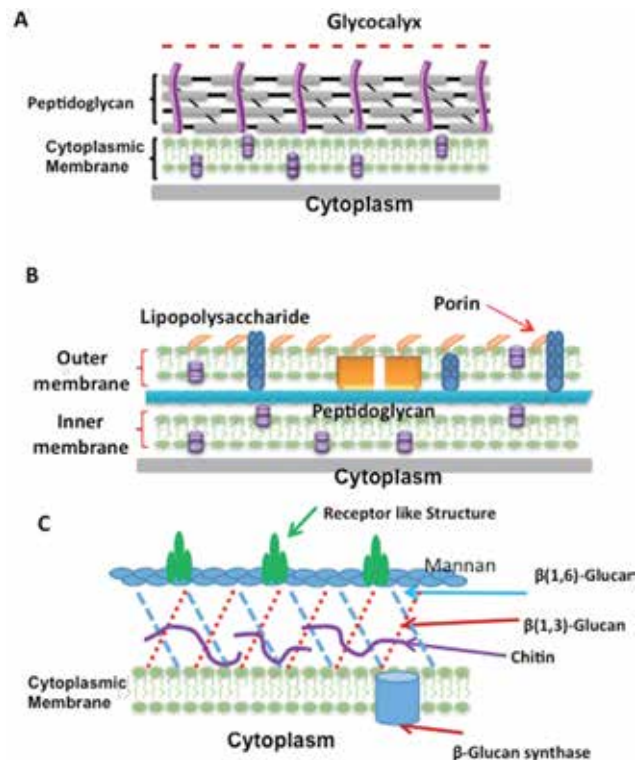 A
Glycocalyx
Peptidoglycan
Cytoplasmic
Membrane
Cytoplasm
B
Lipopolysaccharide
Porin
Outer
membrane
Peptidoglycan
Inner
membrane
Cytoplasm
C
Receptor like Structure
Mannan
β(1,6)-Glucan
β(1,3)-Glucan
Chitin
Cytoplasmic
Membrane
Cytoplasm
β-Glucan synthase